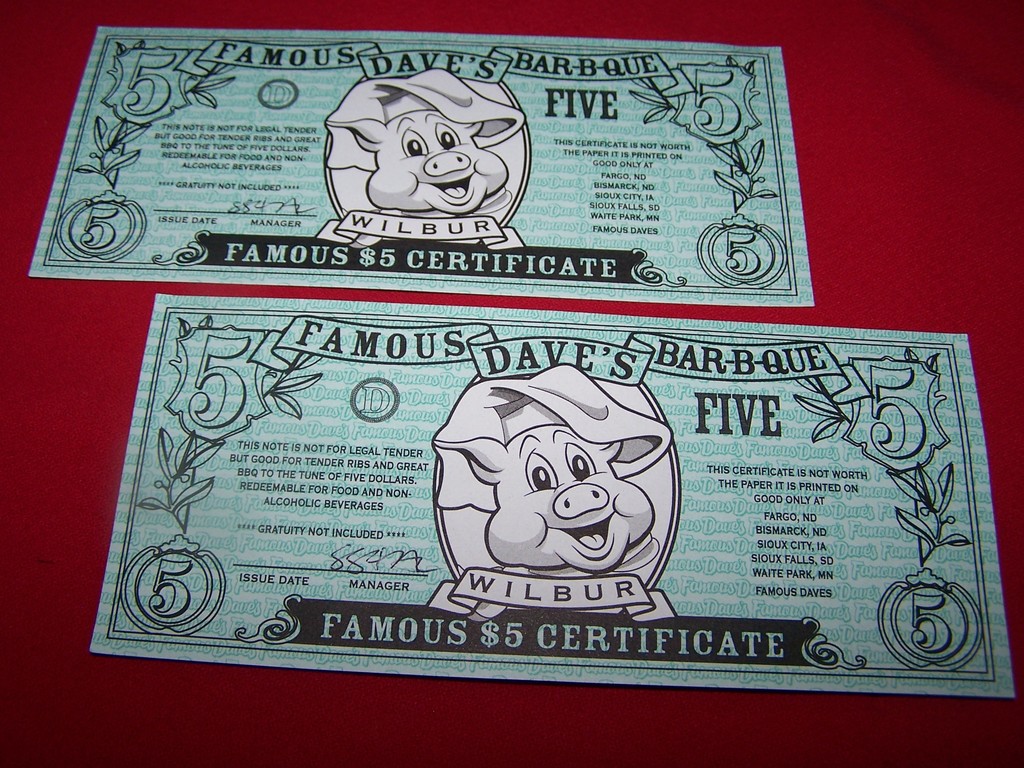 FAMOUS DAVE'S BAR-B-QUE
5
5
D
FIVE
THIS NOTE IS NOT FOR LEGAL TENDER
BUT GOOD FOR TENDER RIBS AND GREAT
BBQ TO THE TUNE OF FIVE DOLLARS.
REDEEMABLE FOR FOOD AND NON-
ALCOHOLIC BEVERAGES
**** GRATUITY NOT INCLUDED ****
ISSUE DATE MANAGER
THIS CERTIFICATE IS NOT WORTH
THE PAPER IT IS PRINTED ON
GOOD ONLY AT
FARGO, ND
BISMARCK, ND
SIOUX CITY, IA
SIOUX FALLS, SD
WAITE PARK, MN
FAMOUS DAVES
5
5
WILBUR
FAMOUS $5 CERTIFICATE
FAMOUS DAVE'S BAR-B-QUE
5
5
D
FIVE
THIS NOTE IS NOT FOR LEGAL TENDER
BUT GOOD FOR TENDER RIBS AND GREAT
BBQ TO THE TUNE OF FIVE DOLLARS.
REDEEMABLE FOR FOOD AND NON-
ALCOHOLIC BEVERAGES
**** GRATUITY NOT INCLUDED ****
ISSUE DATE MANAGER
THIS CERTIFICATE IS NOT WORTH
THE PAPER IT IS PRINTED ON
GOOD ONLY AT
FARGO, ND
BISMARCK, ND
SIOUX CITY, IA
SIOUX FALLS, SD
WAITE PARK, MN
FAMOUS DAVES
5
5
WILBUR
FAMOUS $5 CERTIFICATE